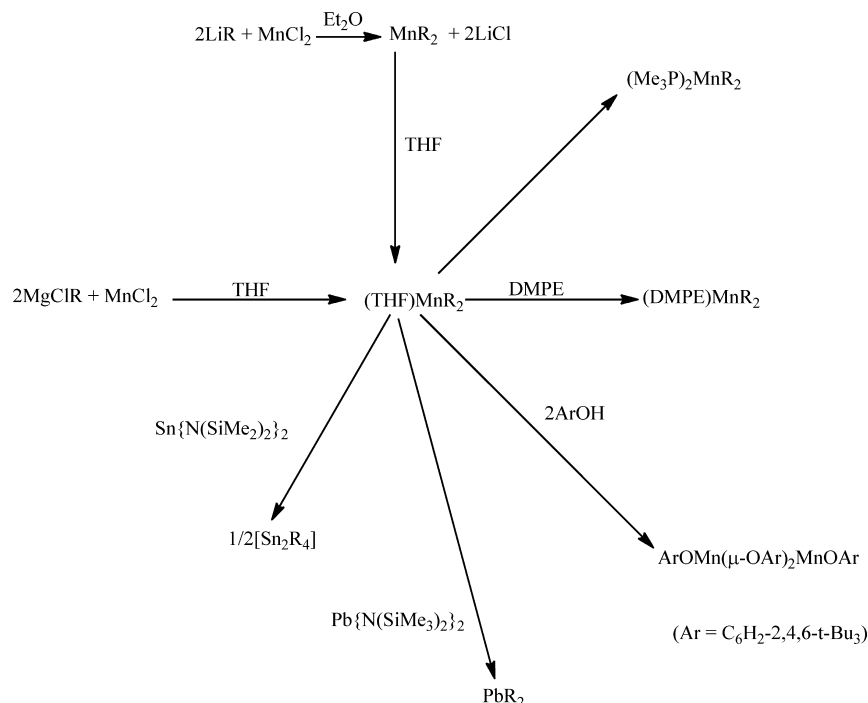 2LiR + MnCl₂ Et₂O MnR₂ + 2LiCl
(Me₃P)₂MnR₂
THF
2MgClR + MnCl₂ THF (THF)MnR₂ DMPE (DMPE)MnR₂
2ArOH
Sn{N(SiMe₂)₂}₂
1/2[Sn₂R₄]
ArOMn(μ-OAr)₂MnOAr
Pb{N(SiMe₃)₂}₂
(Ar = C₆H₂-2,4,6-t-Bu₃)
PbR₂